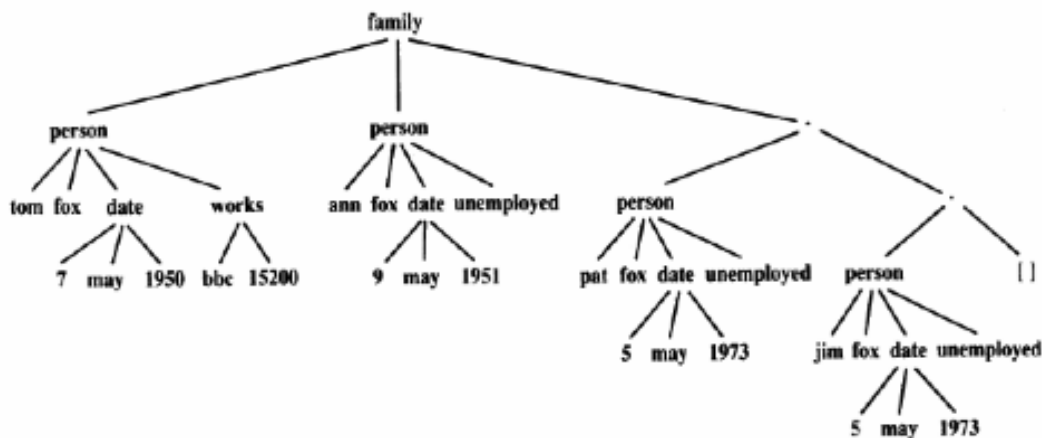 family
person person .
tom fox date works ann fox date unemployed person .
7 may 1950 bbc 15200 9 may 1951 pat fox date unemployed person [ ]
5 may 1973 jim fox date unemployed
5 may 1973